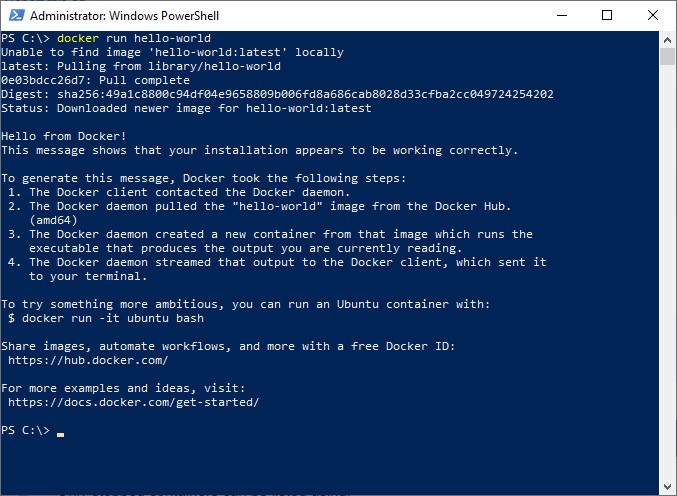 Administrator: Windows PowerShell
PS C:\> docker run hello-world
Unable to find image 'hello-world:latest' locally
latest: Pulling from library/hello-world
0e03bdcc26d7: Pull complete
Digest: sha256:49a1c8800c94df04e9658809b006fd8a686cab8028d33cfba2cc049724254202
Status: Downloaded newer image for hello-world:latest
Hello from Docker!
This message shows that your installation appears to be working correctly.
To generate this message, Docker took the following steps:
1. The Docker client contacted the Docker daemon.
2. The Docker daemon pulled the "hello-world" image from the Docker Hub.
(amd64)
3. The Docker daemon created a new container from that image which runs the
executable that produces the output you are currently reading.
4. The Docker daemon streamed that output to the Docker client, which sent it
to your terminal.
To try something more ambitious, you can run an Ubuntu container with:
$ docker run -it ubuntu bash
Share images, automate workflows, and more with a free Docker ID:
https://hub.docker.com/
For more examples and ideas, visit:
https://docs.docker.com/get-started/
PS C:\>